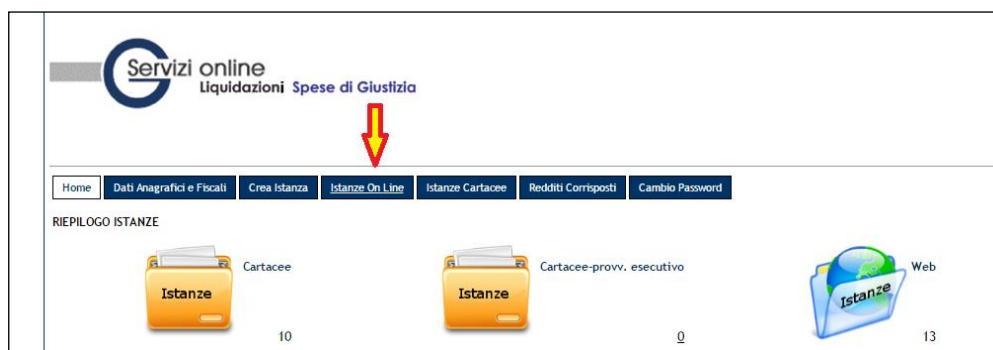 Servizi online
Liquidazioni Spese di Giustizia
Home Dati Anagrafici e Fiscali Crea Istanza Istanze On Line Istanze Cartacee Redditi Corrisposti Cambio Password
RIEPILOGO ISTANZE
Cartacee Cartacee-provv. esecutivo Web
Istanze Istanze Istanze
10 0 13